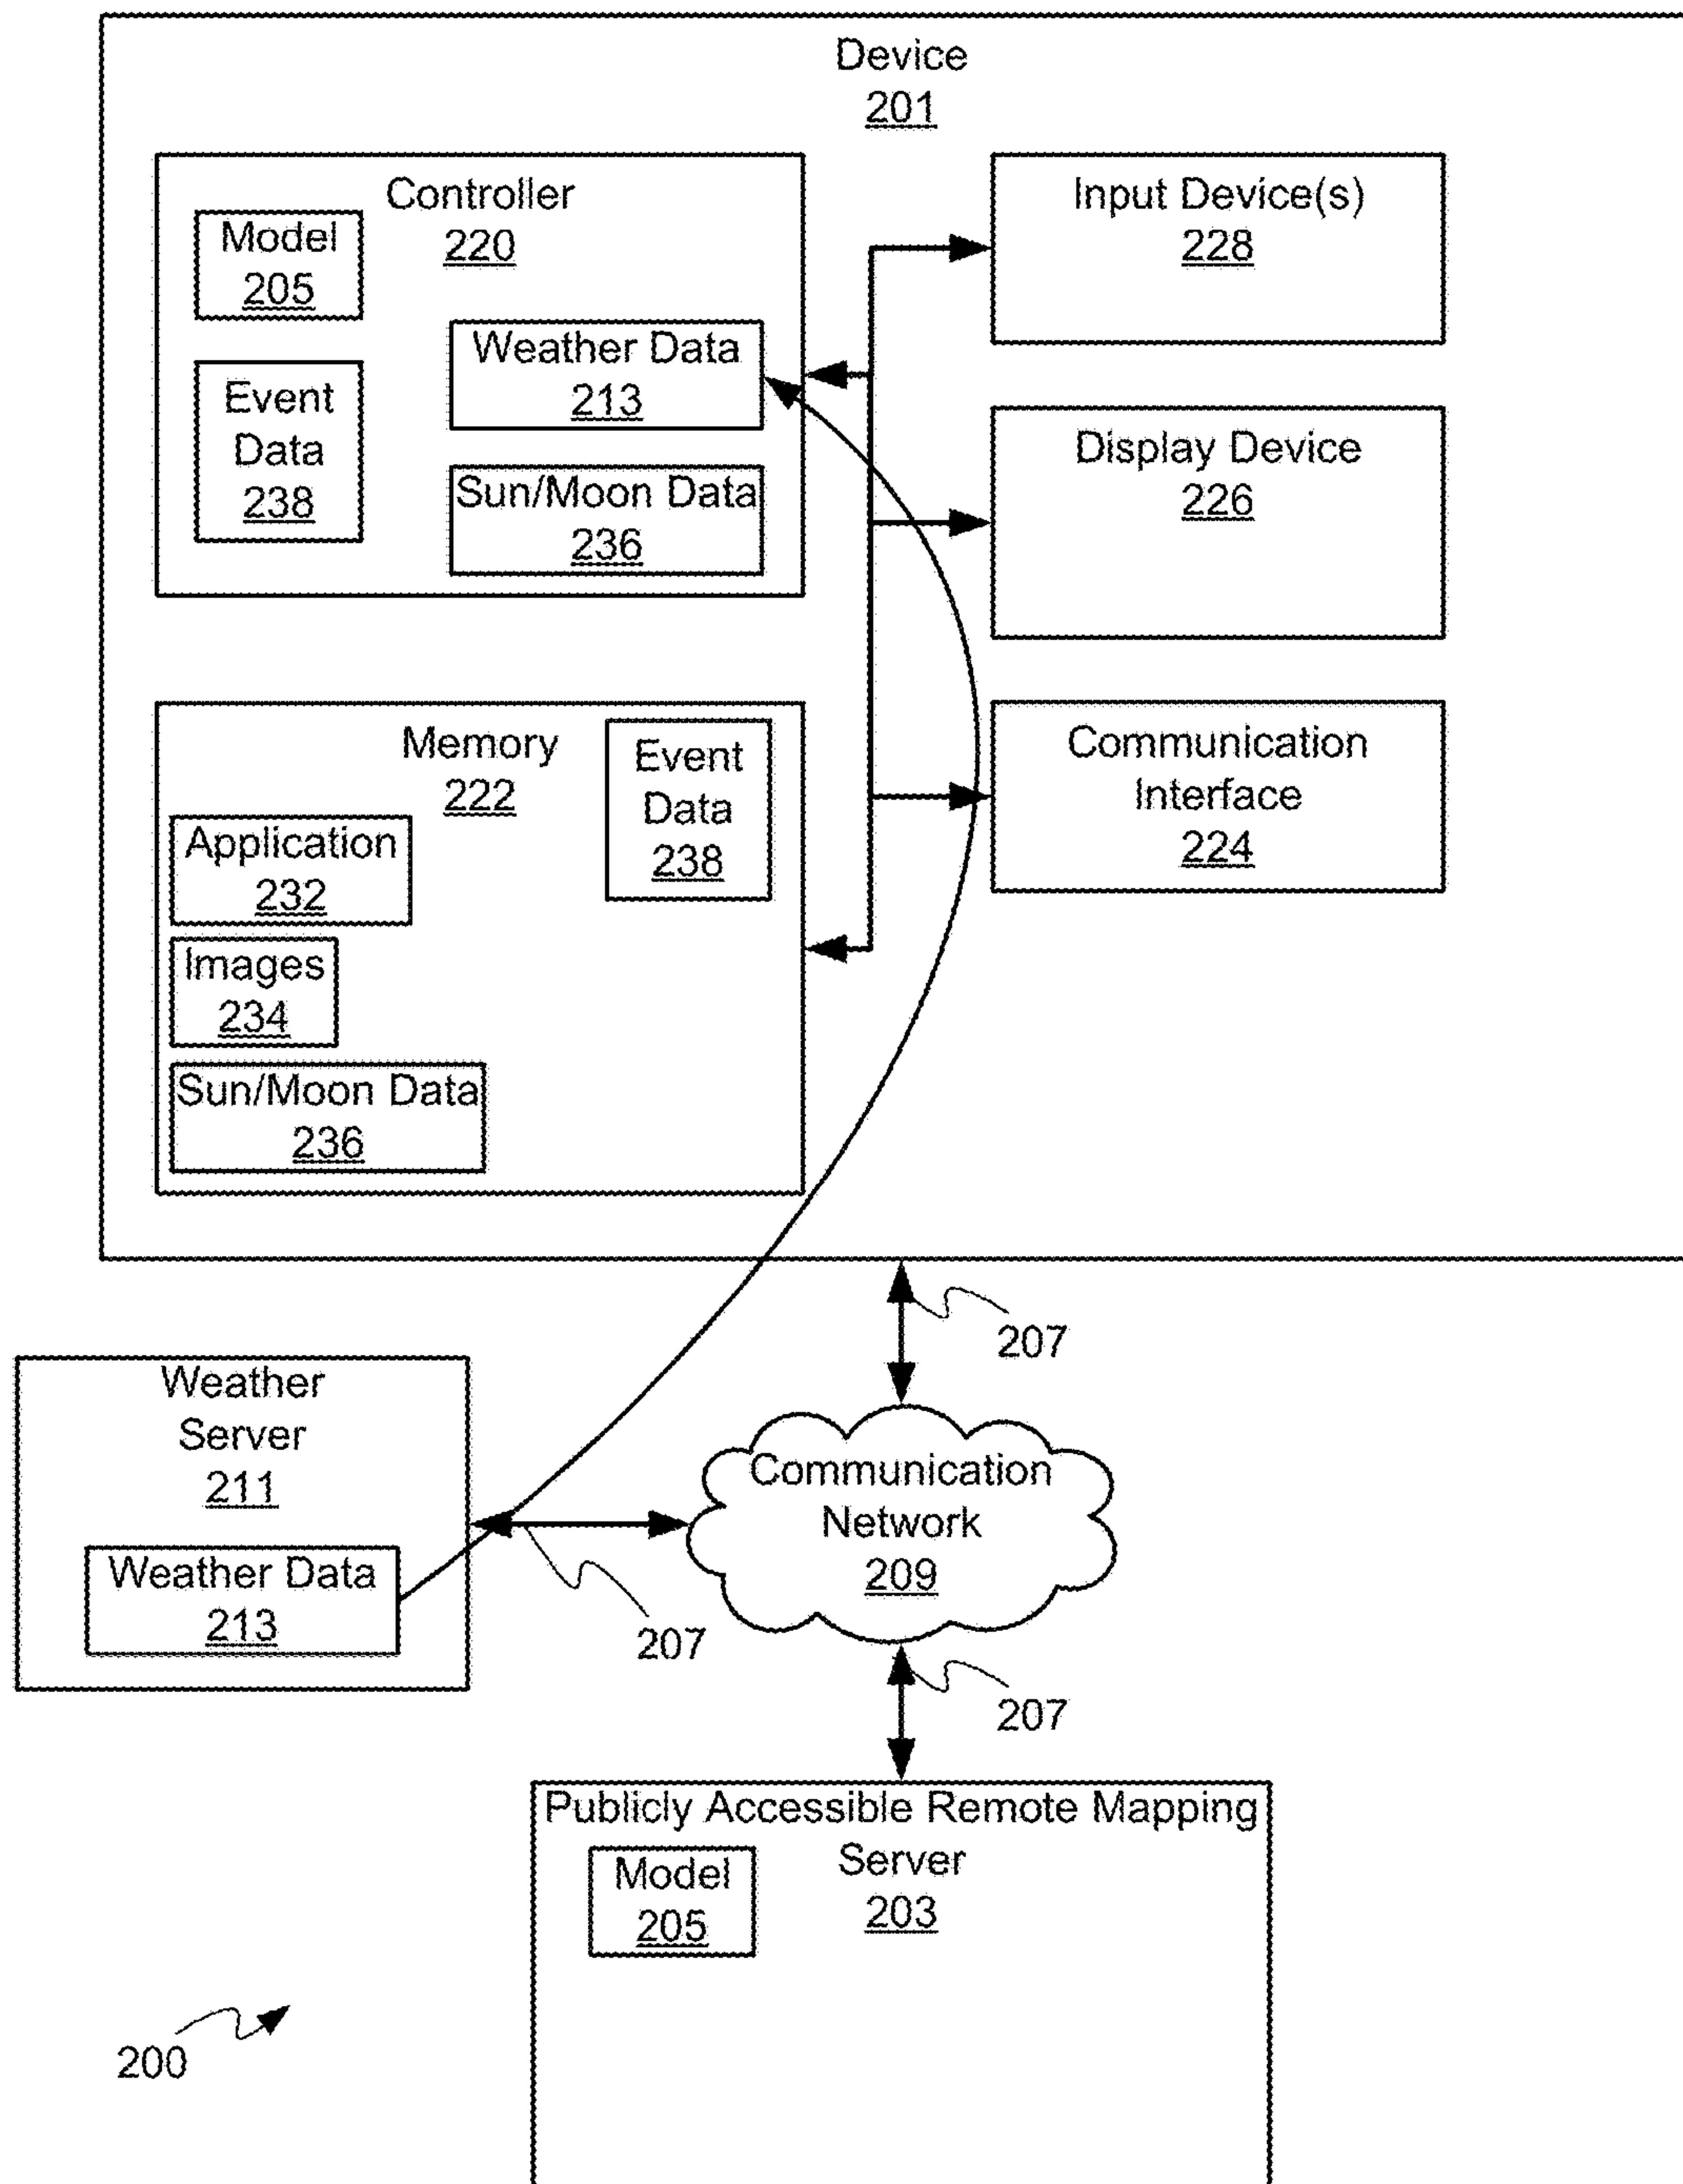 Device
201
Controller
220
Model
205
Event
Data
238
Weather Data
213
Sun/Moon Data
236
Input Device(s)
228
Display Device
226
Communication
Interface
224
Memory
222
Event
Data
238
Application
232
Images
234
Sun/Moon Data
236
207
Weather
Server
211
Weather Data
213
207
Communication
Network
209
207
Publicly Accessible Remote Mapping
Server
203
Model
205
200